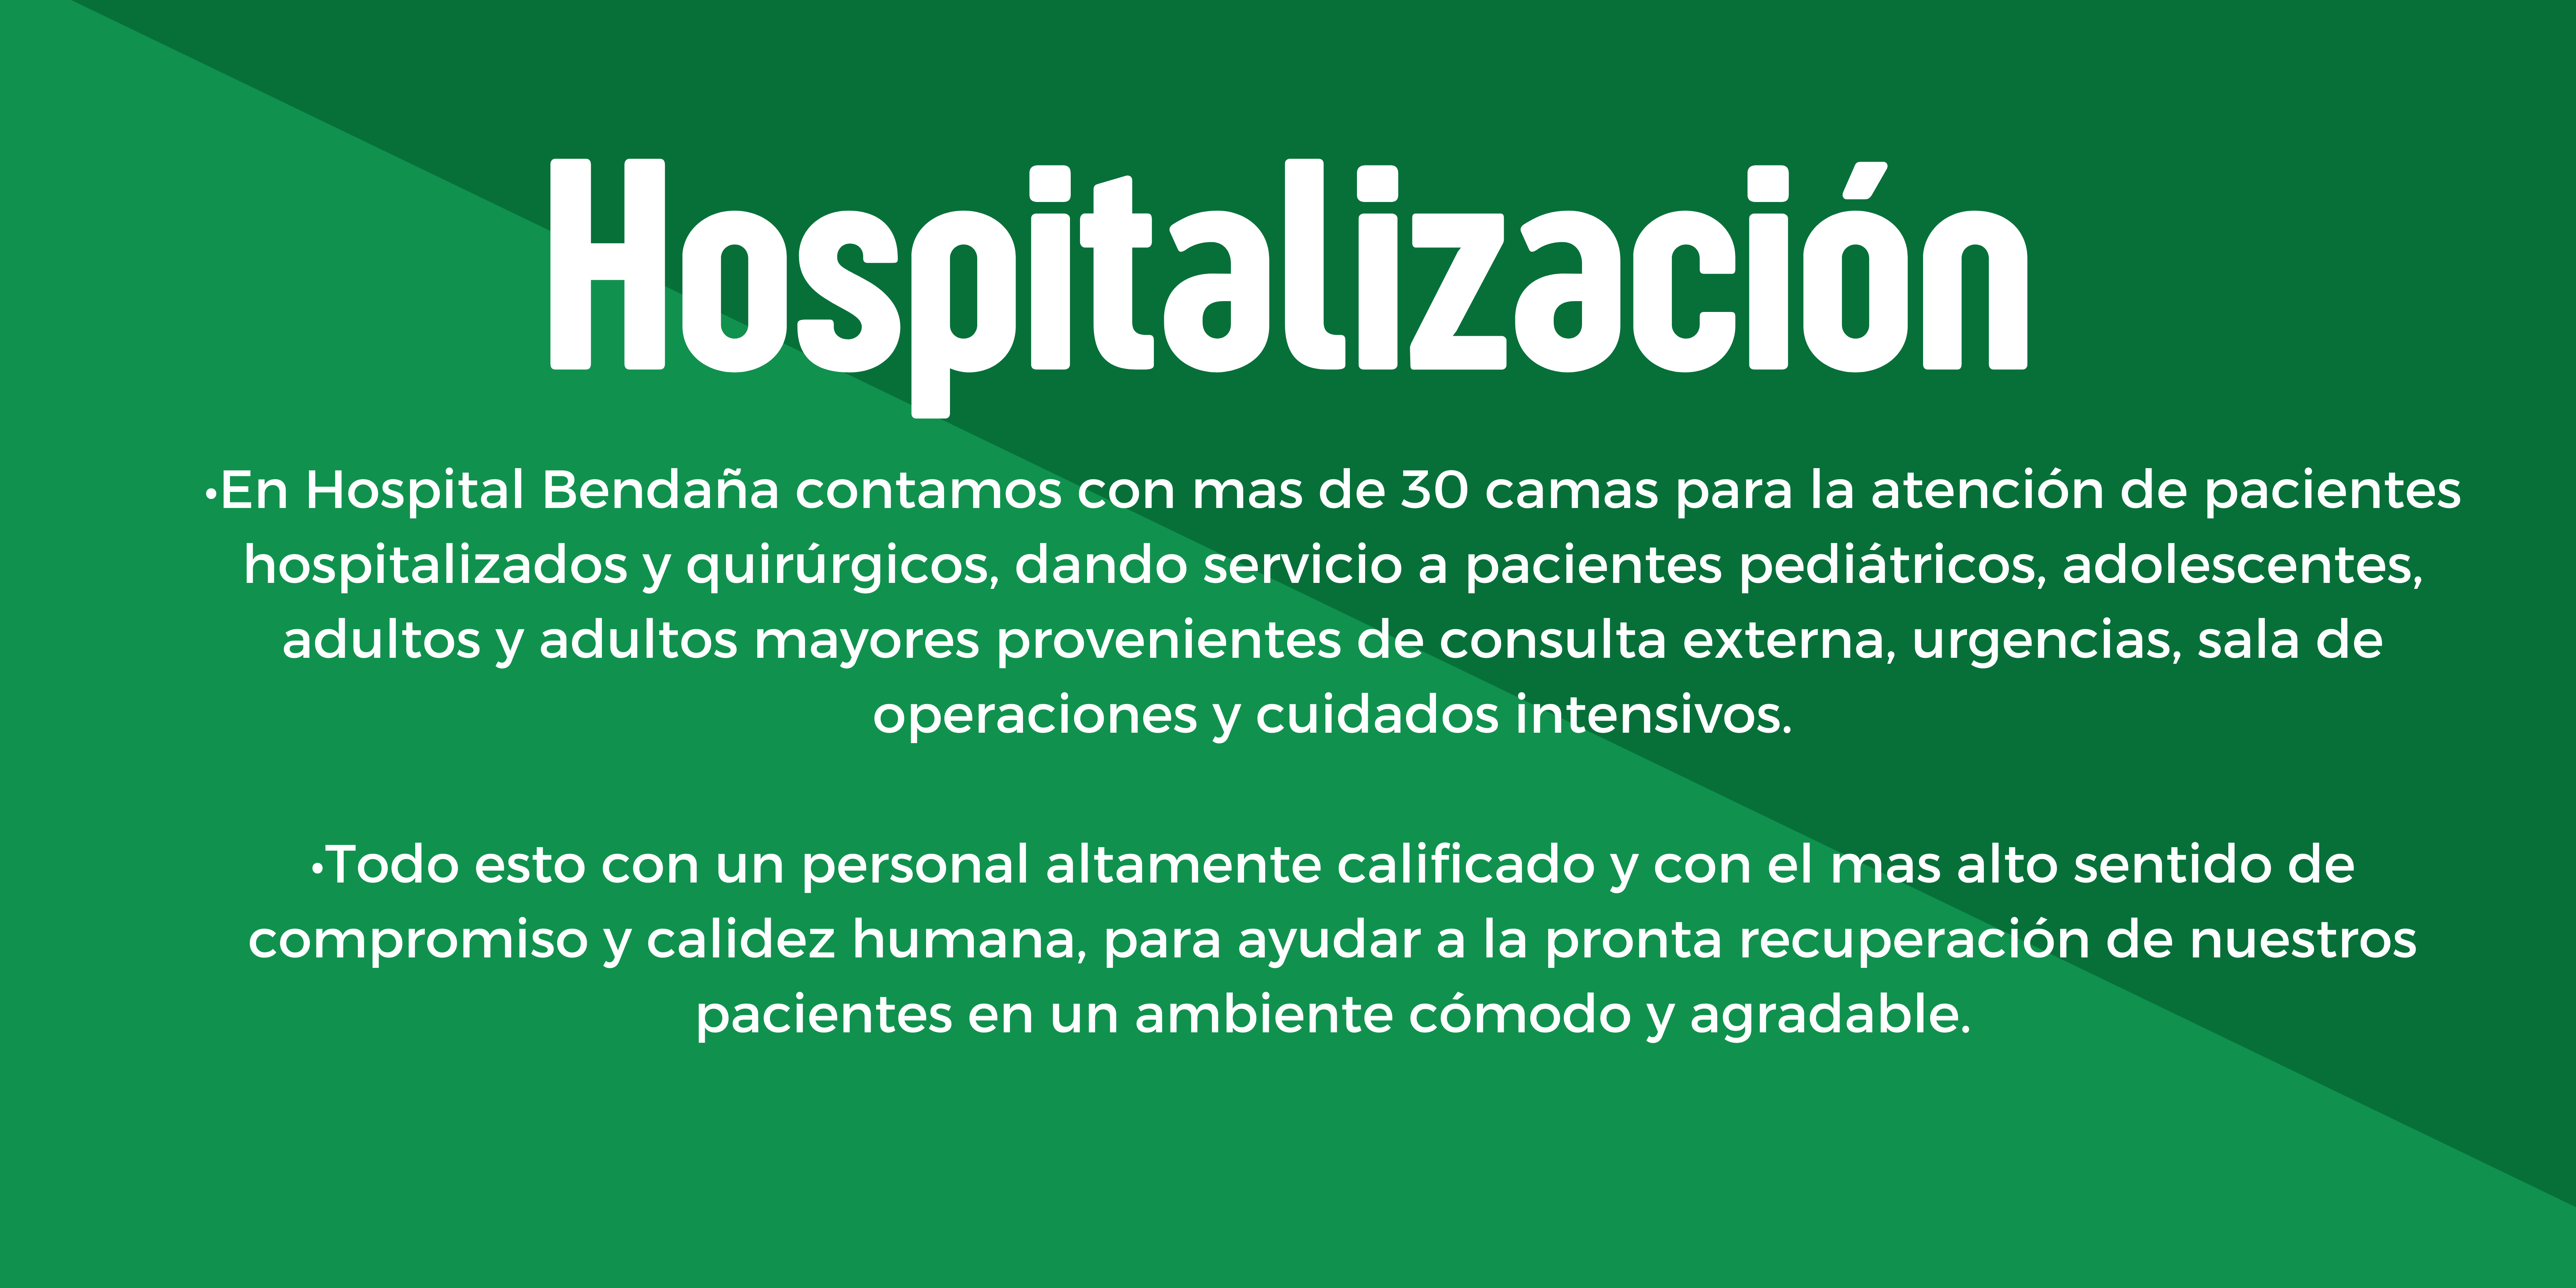 Hospitalización
•En Hospital Bendaña contamos con mas de 30 camas para la atención de pacientes
hospitalizados y quirúrgicos, dando servicio a pacientes pediátricos, adolescentes,
adultos y adultos mayores provenientes de consulta externa, urgencias, sala de
operaciones y cuidados intensivos.
•Todo esto con un personal altamente calificado y con el mas alto sentido de
compromiso y calidez humana, para ayudar a la pronta recuperación de nuestros
pacientes en un ambiente cómodo y agradable.